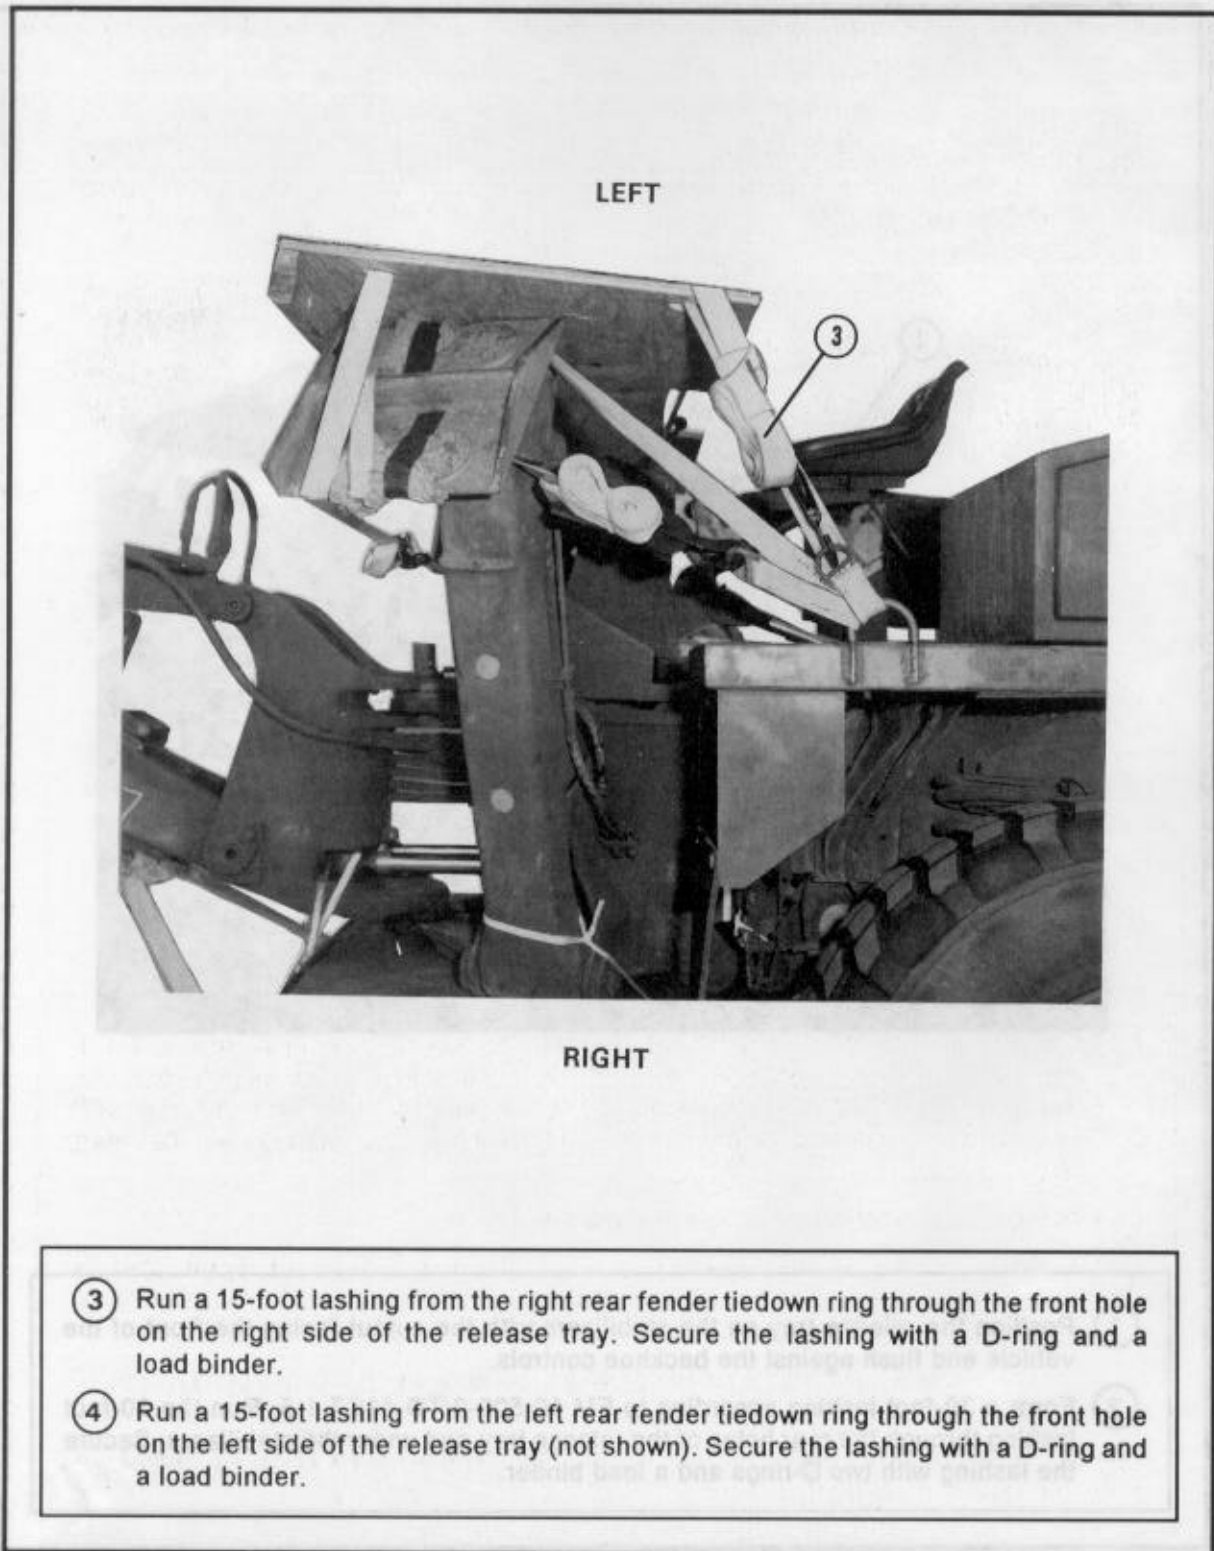 LEFT
3
RIGHT
3 Run a 15-foot lashing from the right rear fender tiedown ring through the front hole
on the right side of the release tray. Secure the lashing with a D-ring and a
load binder.
4 Run a 15-foot lashing from the left rear fender tiedown ring through the front hole
on the left side of the release tray (not shown). Secure the lashing with a D-ring and
a load binder.